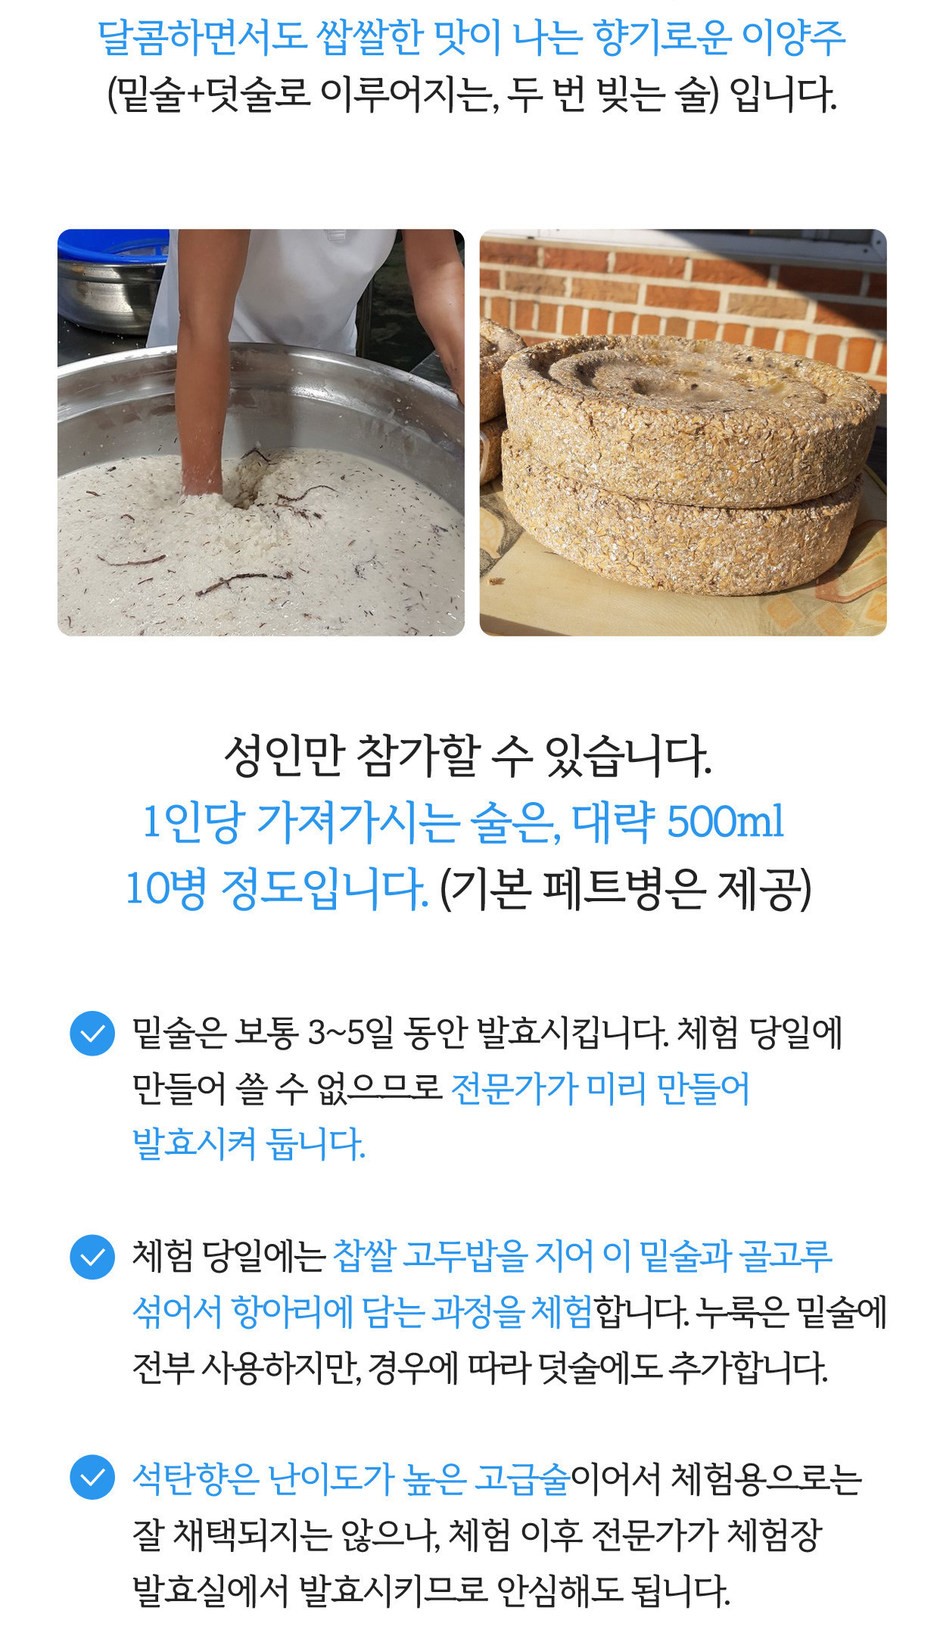 달콤하면서도 쌉쌀한 맛이 나는 향기로운 이양주
(밑술+덧술로 이루어지는, 두 번 빚는 술) 입니다.
성인만 참가할 수 있습니다.
1인당 가져가시는 술은, 대략 500ml
10병 정도입니다. (기본 페트병은 제공)
밑술은 보통 3~5일 동안 발효시킵니다. 체험 당일에
만들어 쓸 수 없으므로 전문가가 미리 만들어
발효시켜 둡니다.
체험 당일에는 찹쌀 고두밥을 지어 이 밑술과 골고루
섞어서 항아리에 담는 과정을 체험합니다. 누룩은 밑술에
전부 사용하지만, 경우에 따라 덧술에도 추가합니다.
석탄향은 난이도가 높은 고급술이어서 체험용으로는
잘 채택되지는 않으나, 체험 이후 전문가가 체험장
발효실에서 발효시키므로 안심해도 됩니다.